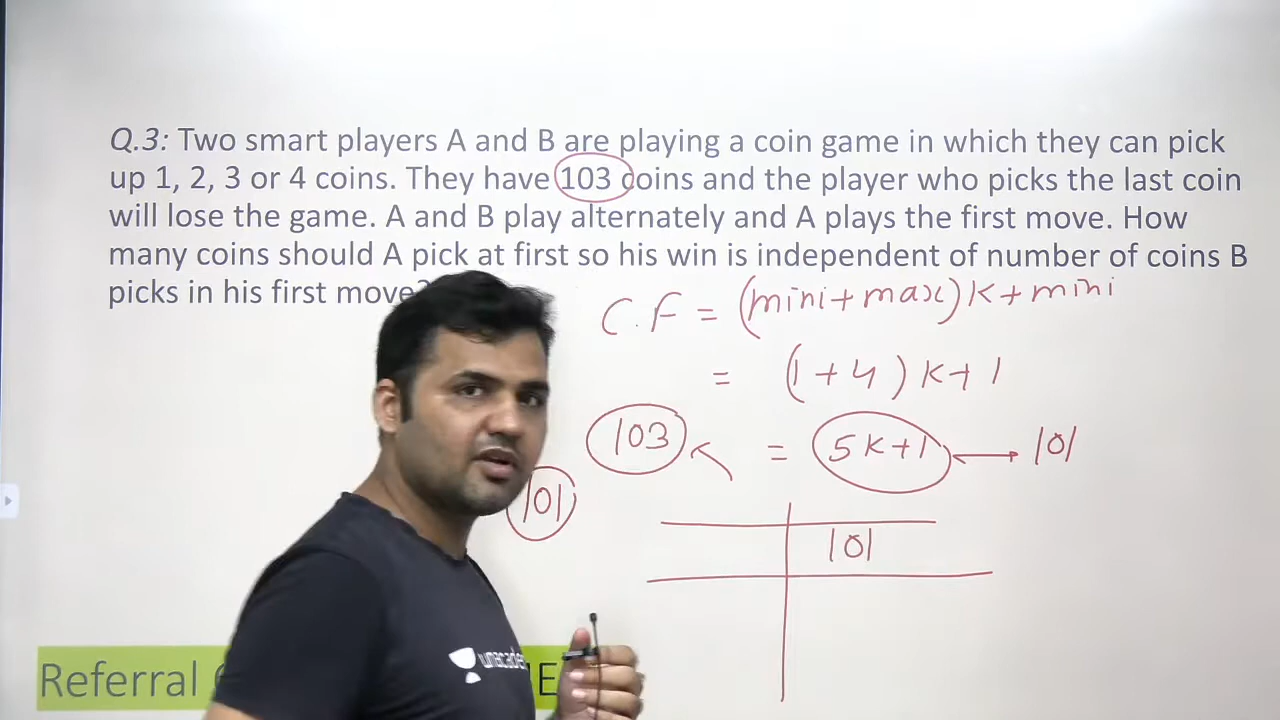 Q.3: Two smart players A and B are playing a coin game in which they can pick
up 1, 2, 3 or 4 coins. They have 103 coins and the player who picks the last coin
will lose the game. A and B play alternately and A plays the first move. How
many coins should A pick at first so his win is independent of number of coins B
picks in his first move?
C.F = (mini+max)K+mini
= (1+4)K+1
103 = 5K+1 101
101
101
unacade
Referral